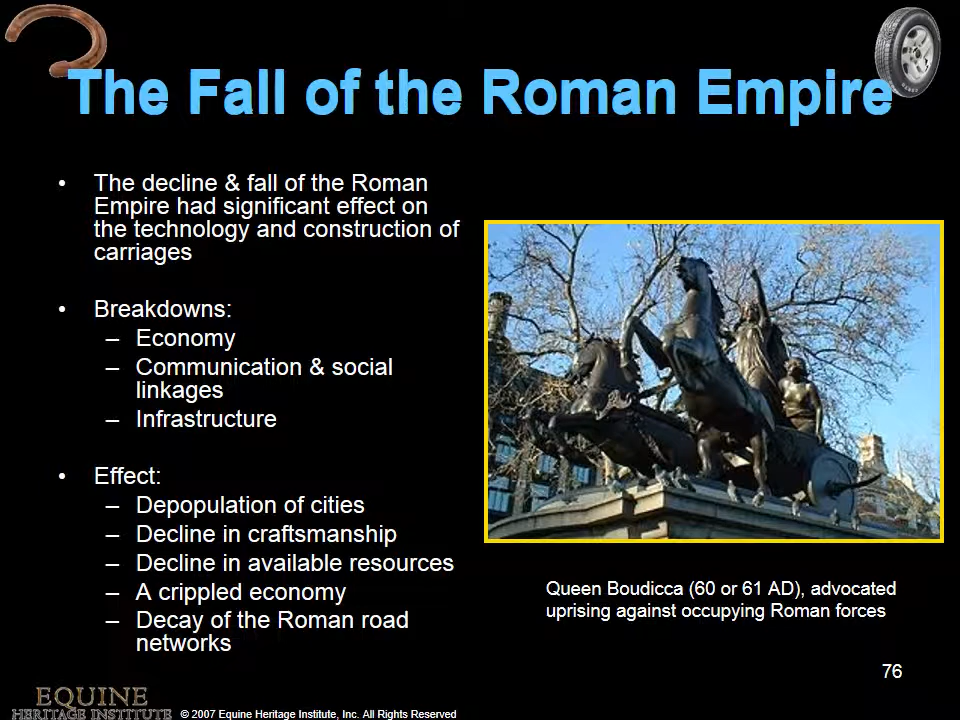 The Fall of the Roman Empire
• The decline & fall of the Roman
Empire had significant effect on
the technology and construction of
carriages
• Breakdowns:
– Economy
– Communication & social
linkages
– Infrastructure
• Effect:
– Depopulation of cities
– Decline in craftsmanship
– Decline in available resources
– A crippled economy
– Decay of the Roman road
networks
Queen Boudicca (60 or 61 AD), advocated
uprising against occupying Roman forces
76
EQUINE
HERITAGE INSTITUTE
© 2007 Equine Heritage Institute, Inc. All Rights Reserved